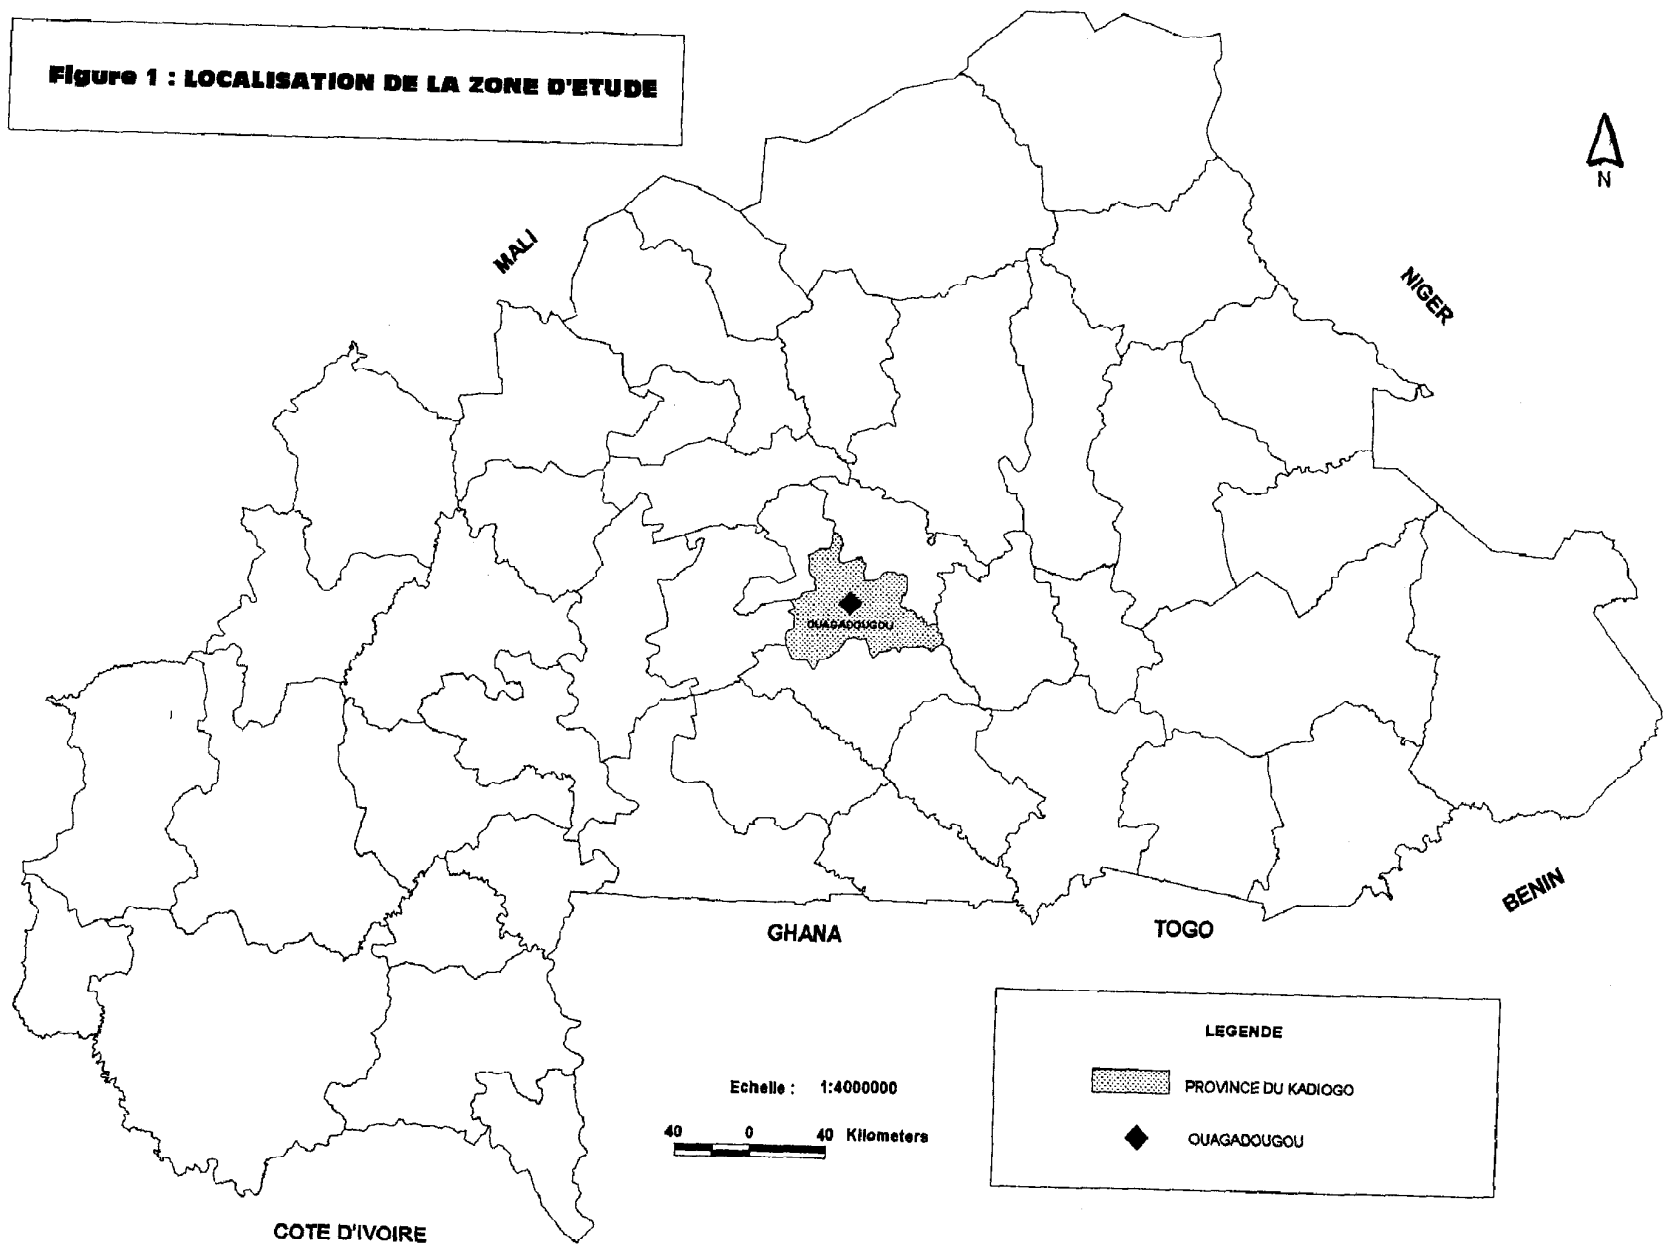 Figure 1 : LOCALISATION DE LA ZONE D'ETUDE
N
MALI
NIGER
OUAGADOUGOU
BENIN
GHANA
TOGO
LEGENDE
PROVINCE DU KADIOGO
OUAGADOUGOU
Echelle : 1:4000000
40 0 40 Kilometers
COTE D'IVOIRE